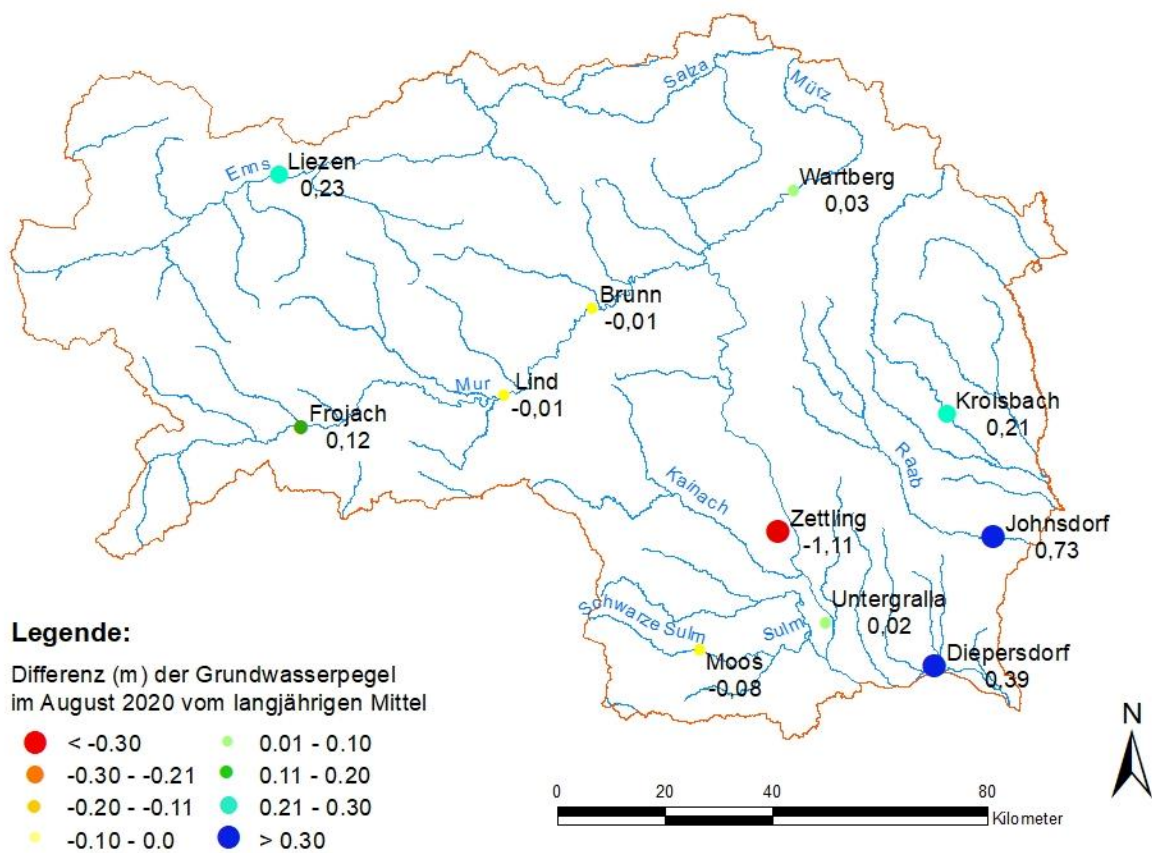 Salza
Mürz
Enns
Liezen
0,23
Wartberg
0,03
Brunn
-0,01
Mur
Lind
-0,01
Frojach
0,12
Kroisbach
0,21
Raab
Kainach
Zettling
-1,11
Johnsdorf
0,73
Schwarze Sulm
Sulm
Untergralla
0,02
Moos
-0,08
Diepersdorf
0,39
Legende:
Differenz (m) der Grundwasserpegel
im August 2020 vom langjährigen Mittel
< -0.30
0.01 - 0.10
-0.30 - -0.21
0.11 - 0.20
-0.20 - -0.11
0.21 - 0.30
-0.10 - 0.0
> 0.30
0 20 40 60 80
Kilometer
N